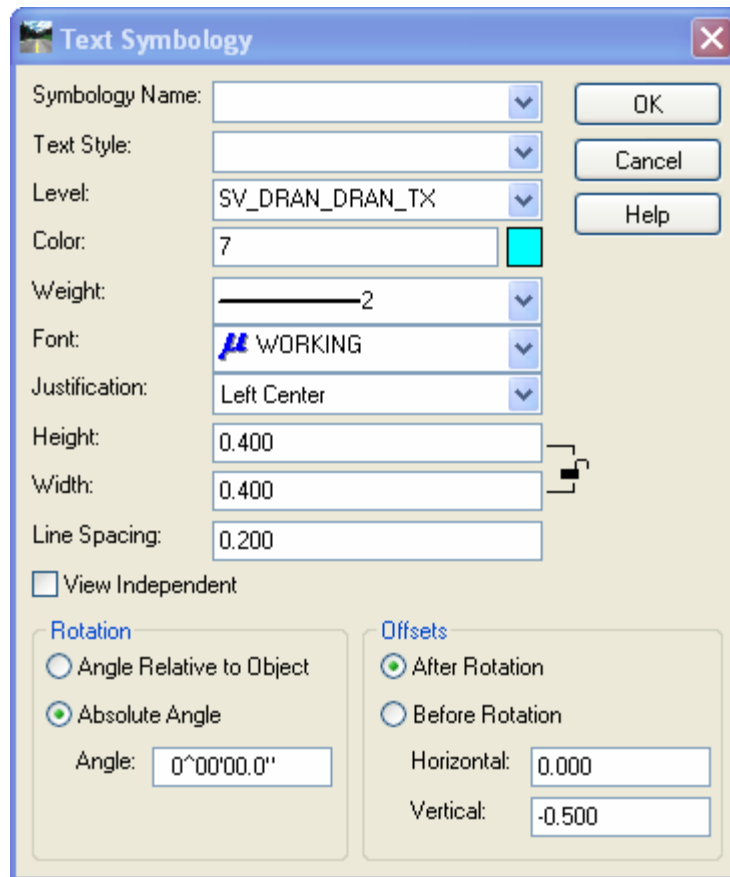 Text Symbology
Symbology Name:
OK
Text Style:
Cancel
Level: SV_DRAN_DRAN_TX
Help
Color: 7
Weight: 2
Font: µ WORKING
Justification: Left Center
Height: 0.400
Width: 0.400
Line Spacing: 0.200
View Independent
Rotation
Angle Relative to Object
Absolute Angle
Angle: 0^00'00.0"
Offsets
After Rotation
Before Rotation
Horizontal: 0.000
Vertical: -0.500